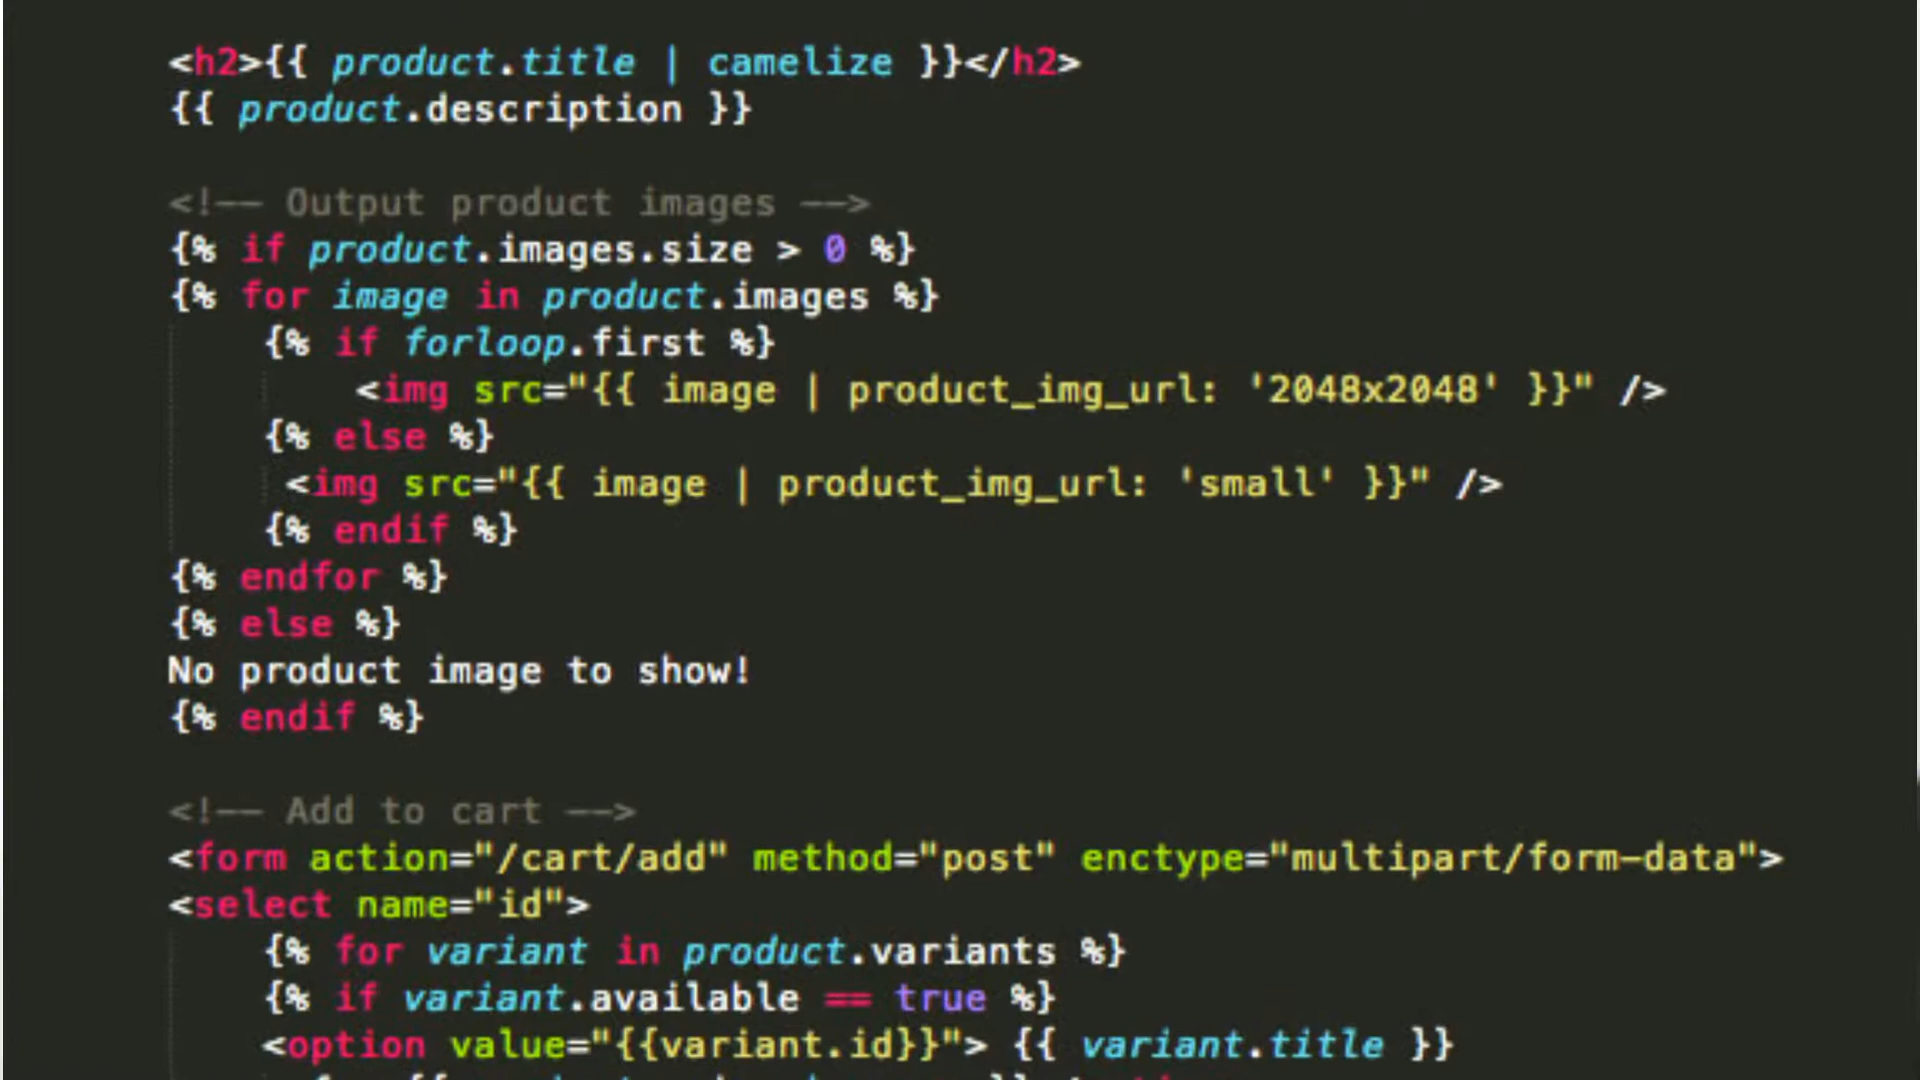 <h2>{{ product.title | camelize }}</h2>
{{ product.description }}
<!-- Output product images -->
{% if product.images.size > 0 %}
{% for image in product.images %}
{% if forloop.first %}
<img src="{{ image | product_img_url: '2048x2048' }}" />
{% else %}
<img src="{{ image | product_img_url: 'small' }}" />
{% endif %}
{% endfor %}
{% else %}
No product image to show!
{% endif %}
<!-- Add to cart -->
<form action="/cart/add" method="post" enctype="multipart/form-data">
<select name="id">
{% for variant in product.variants %}
{% if variant.available == true %}
<option value="{{variant.id}}"> {{ variant.title }}